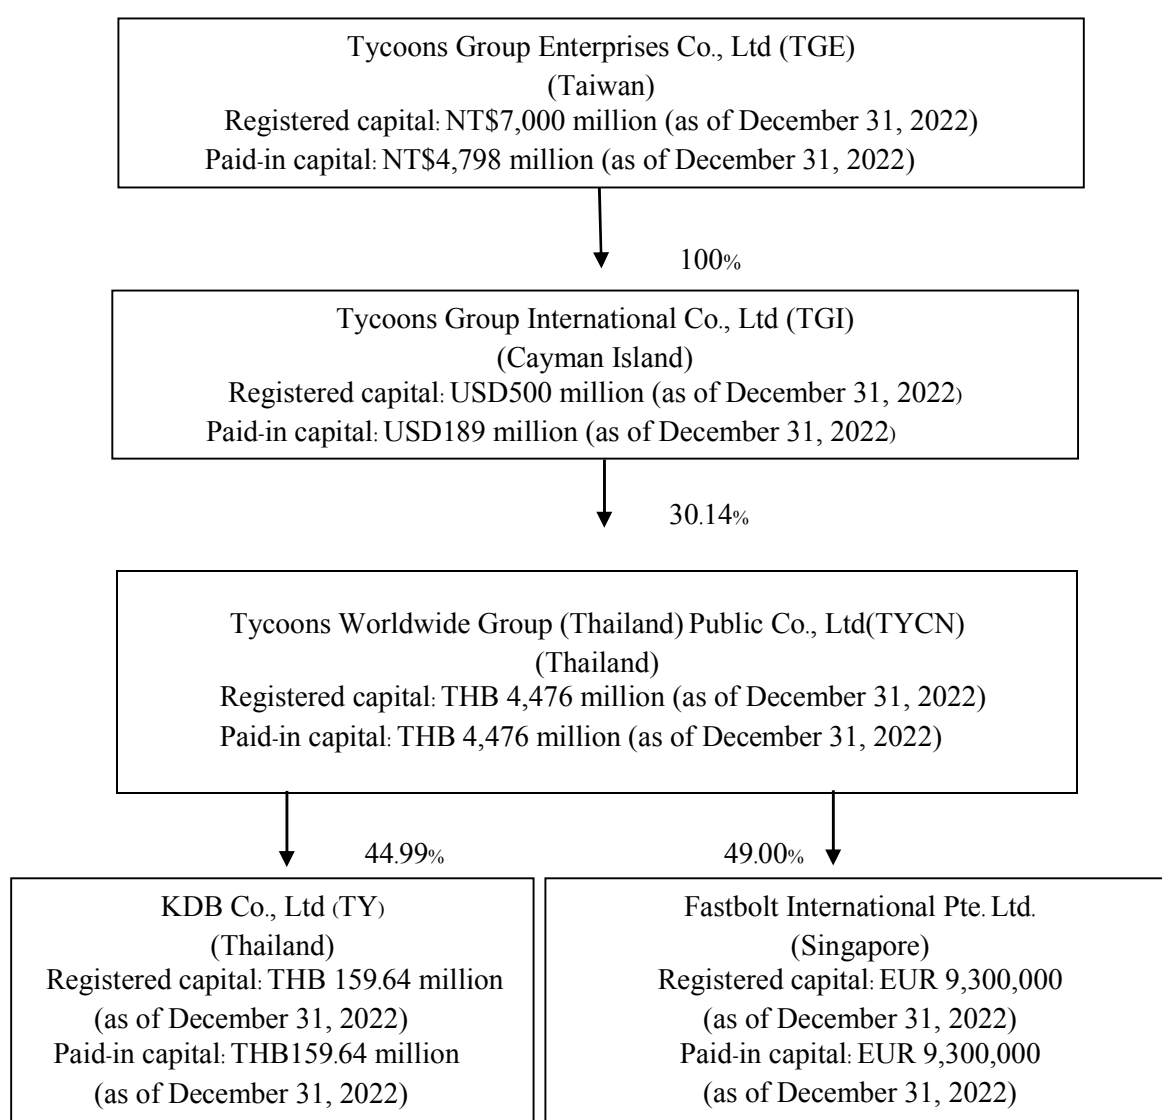 Tycoons Group Enterprises Co., Ltd (TGE)
(Taiwan)
Registered capital: NT$7,000 million (as of December 31, 2022)
Paid-in capital: NT$4,798 million (as of December 31, 2022)
100%
Tycoons Group International Co., Ltd (TGI)
(Cayman Island)
Registered capital: USD500 million (as of December 31, 2022)
Paid-in capital: USD189 million (as of December 31, 2022)
30.14%
Tycoons Worldwide Group (Thailand) Public Co., Ltd(TYCN)
(Thailand)
Registered capital: THB 4,476 million (as of December 31, 2022)
Paid-in capital: THB 4,476 million (as of December 31, 2022)
44.99%
49.00%
KDB Co., Ltd (TY)
(Thailand)
Registered capital: THB 159.64 million
(as of December 31, 2022)
Paid-in capital: THB159.64 million
(as of December 31, 2022)
Fastbolt International Pte. Ltd.
(Singapore)
Registered capital: EUR 9,300,000
(as of December 31, 2022)
Paid-in capital: EUR 9,300,000
(as of December 31, 2022)